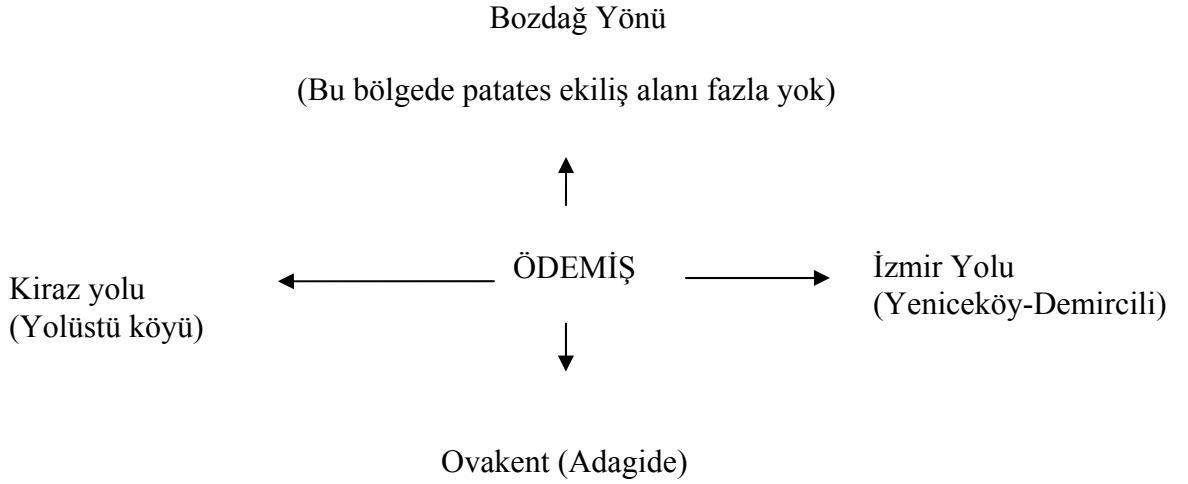 Bozdağ Yönü
(Bu bölgede patates ekiliş alanı fazla yok)
ÖDEMİŞ
Kiraz yolu
(Yolüstü köyü)
İzmir Yolu
(Yeniceköy-Demircili)
Ovakent (Adagide)